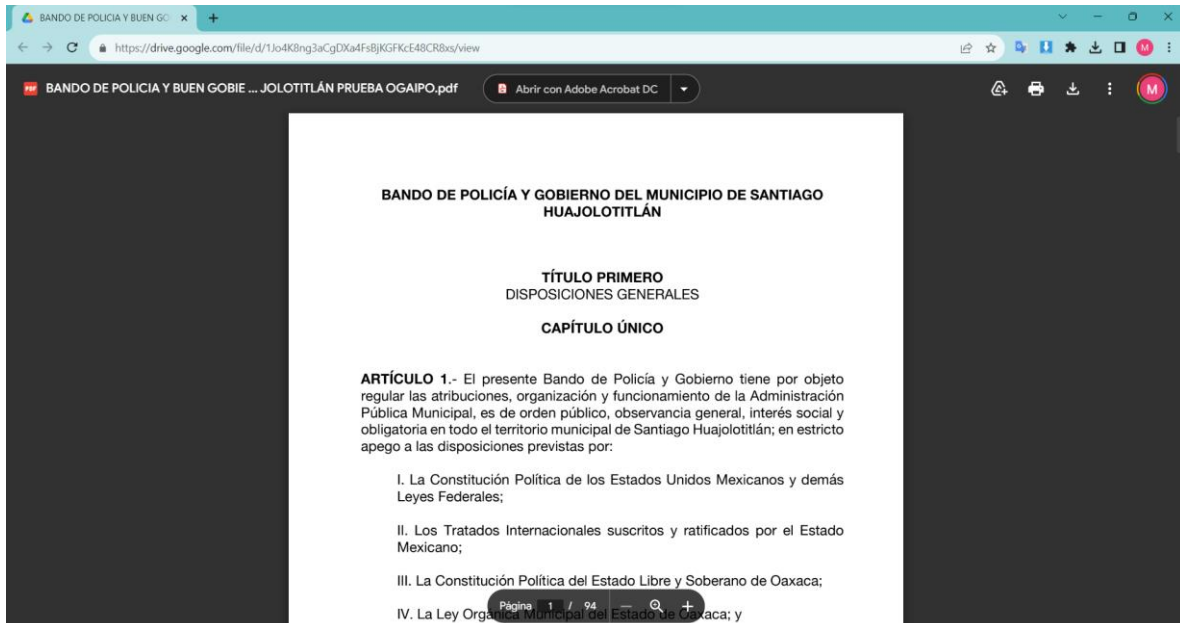 BANDO DE POLICIA Y BUEN GO
https://drive.google.com/file/d/1Jo4K8ng3aCgDXa4FsBjKGFKcE48CR8xs/view
M
PDF BANDO DE POLICIA Y BUEN GOBIE ... JOLOTITLÁN PRUEBA OGAIPO.pdf
Abrir con Adobe Acrobat DC
M
BANDO DE POLICÍA Y GOBIERNO DEL MUNICIPIO DE SANTIAGO
HUAJOLOTITLÁN
TÍTULO PRIMERO
DISPOSICIONES GENERALES
CAPÍTULO ÚNICO
ARTÍCULO 1.- El presente Bando de Policía y Gobierno tiene por objeto
regular las atribuciones, organización y funcionamiento de la Administración
Pública Municipal, es de orden público, observancia general, interés social y
obligatoria en todo el territorio municipal de Santiago Huajolotitlán; en estricto
apego a las disposiciones previstas por:
I. La Constitución Política de los Estados Unidos Mexicanos y demás
Leyes Federales;
II. Los Tratados Internacionales suscritos y ratificados por el Estado
Mexicano;
III. La Constitución Política del Estado Libre y Soberano de Oaxaca;
IV. La Ley Orgánica Municipal del Estado de Oaxaca; y
Página 1 / 94